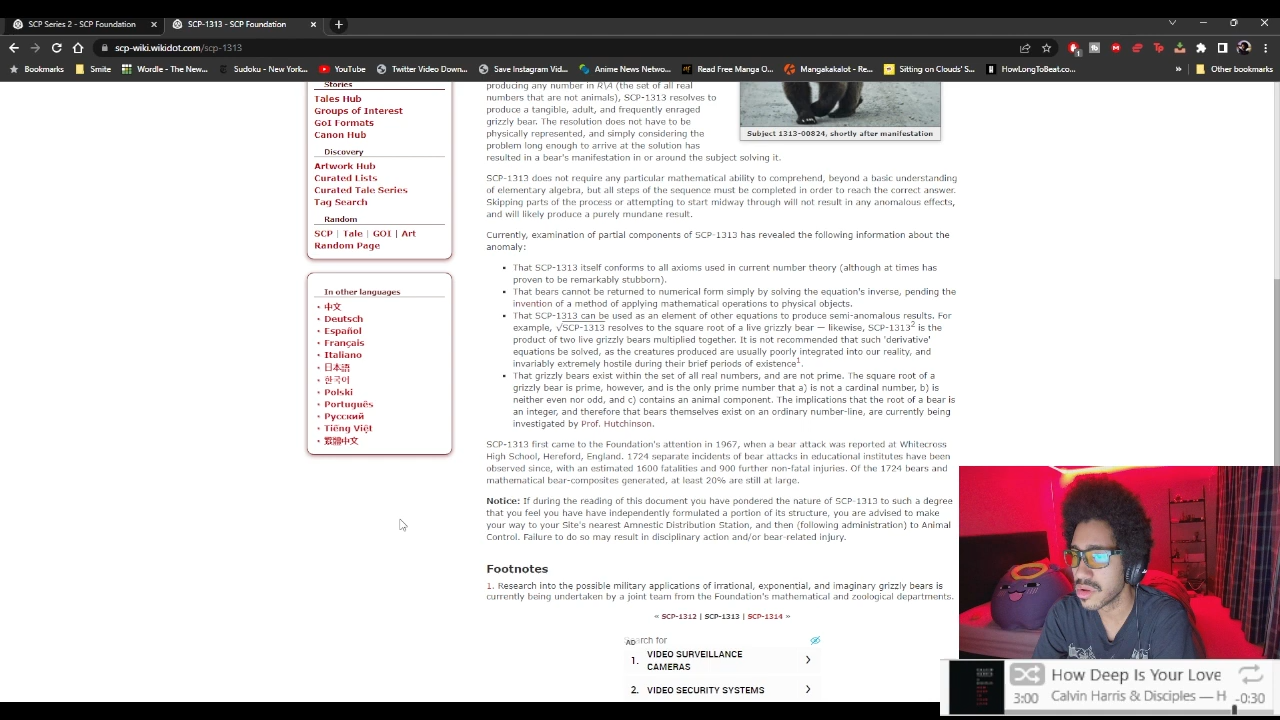 SCP Series 2 - SCP Foundation
SCP-1313 - SCP Foundation
scp-wiki.wikidot.com/scp-1313
Bookmarks
Smite
Wordle - The New...
Sudoku - New York...
YouTube
Twitter Video Down...
Save Instagram Vid...
Anime News Netwo...
Read Free Manga O...
Mangakakalot - Rea...
Sitting on Clouds' S...
HowLongToBeat.co...
Other bookmarks
Stories
Tales Hub
Groups of Interest
GoI Formats
Canon Hub
Discovery
Artwork Hub
Curated Lists
Curated Tale Series
Tag Search
Random
SCP | Tale | GOI | Art
Random Page
In other languages
中文
Deutsch
Español
Français
Italiano
日本語
한국어
Polski
Português
Русский
Tiếng Việt
繁體中文
producing any number in R\A (the set of all real
numbers that are not animals), SCP-1313 resolves to
produce a tangible, adult, and frequently enraged
grizzly bear. The resolution does not have to be
physically represented, and simply considering the
problem long enough to arrive at the solution has
resulted in a bear's manifestation in or around the subject solving it.
Subject 1313-00824, shortly after manifestation
SCP-1313 does not require any particular mathematical ability to comprehend, beyond a basic understanding
of elementary algebra, but all steps of the sequence must be completed in order to reach the correct answer.
Skipping parts of the process or attempting to start midway through will not result in any anomalous effects,
and will likely produce a purely mundane result.
Currently, examination of partial components of SCP-1313 has revealed the following information about the
anomaly:
That SCP-1313 itself conforms to all axioms used in current number theory (although at times has
proven to be remarkably stubborn).
That bears cannot be returned to numerical form simply by solving the equation's inverse, pending the
invention of a method of applying mathematical operations to physical objects.
That SCP-1313 can be used as an element of other equations to produce semi-anomalous results. For
example, √SCP-1313 resolves to the square root of a live grizzly bear — likewise, SCP-1313² is the
product of two live grizzly bears multiplied together. It is not recommended that such 'derivative'
equations be solved, as the creatures produced are usually poorly integrated into our reality, and
invariably extremely hostile during their brief periods of existence¹.
That grizzly bears exist within the set of all real numbers, and are not prime. The square root of a
grizzly bear is prime, however, and is the only prime number that a) is not a cardinal number, b) is
neither even nor odd, and c) contains an animal component. The implications that the root of a bear is
an integer, and therefore that bears themselves exist on an ordinary number-line, are currently being
investigated by Prof. Hutchinson.
SCP-1313 first came to the Foundation's attention in 1967, when a bear attack was reported at Whitecross
High School, Hereford, England. 1724 separate incidents of bear attacks in educational institutes have been
observed since, with an estimated 1600 fatalities and 900 further non-fatal injuries. Of the 1724 bears and
mathematical bear-composites generated, at least 20% are still at large.
Notice: If during the reading of this document you have pondered the nature of SCP-1313 to such a degree
that you feel you have have independently formulated a portion of its structure, you are advised to make
your way to your Site's nearest Amnestic Distribution Station, and then (following administration) to Animal
Control. Failure to do so may result in disciplinary action and/or bear-related injury.
Footnotes
1. Research into the possible military applications of irrational, exponential, and imaginary grizzly bears is
currently being undertaken by a joint team from the Foundation's mathematical and zoological departments.
« SCP-1312 | SCP-1313 | SCP-1314 »
AD
arch for
1. VIDEO SURVEILLANCE
CAMERAS
2. VIDEO SECURITY SYSTEMS
How Deep Is Your Love
3:00
Calvin Harris & Disciples — H
-0:30